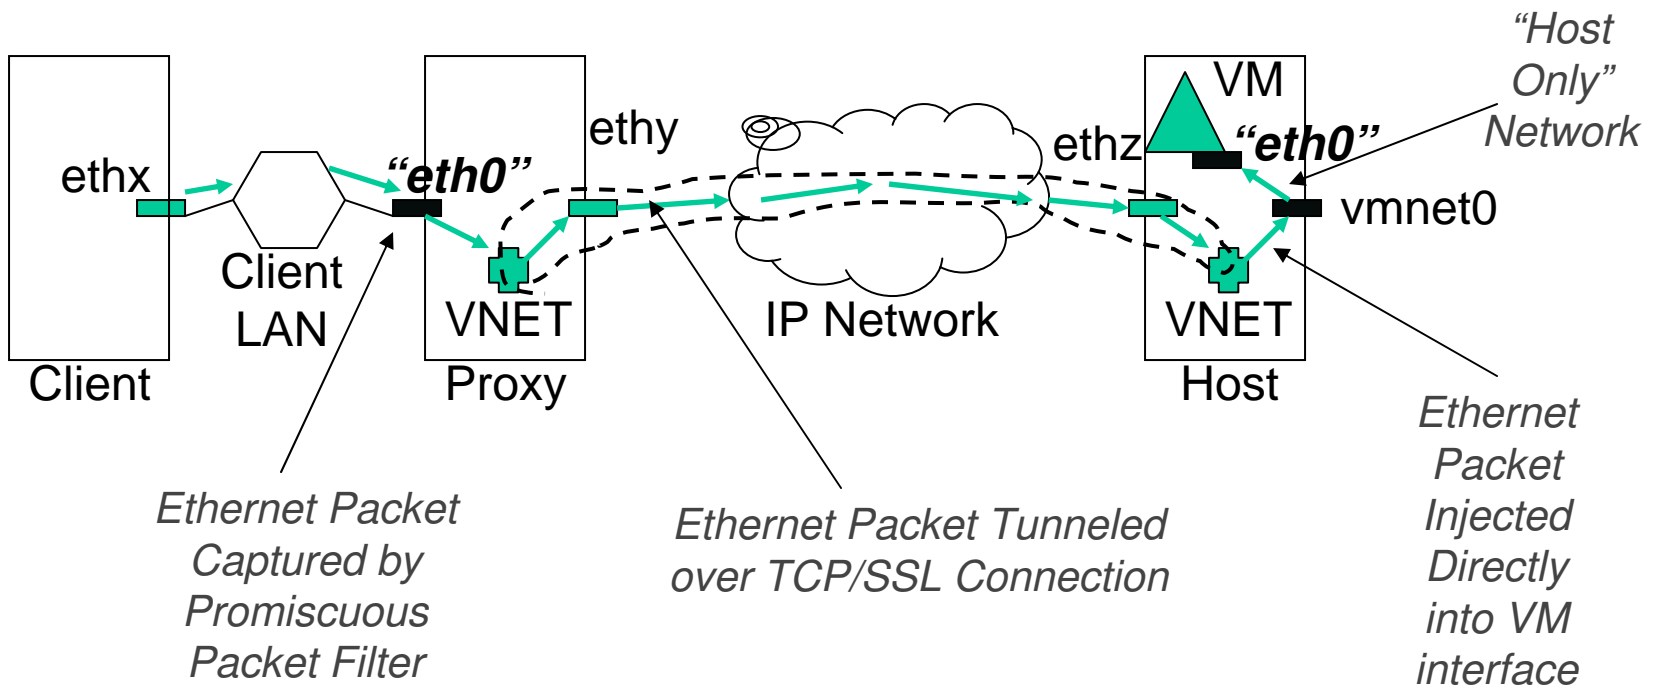 “Host
Only”
Network
VM
ethy
ethz
“eth0”
ethx
“eth0”
vmnet0
Client
LAN
VNET
IP Network
VNET
Client
Proxy
Host
Ethernet Packet
Captured by
Promiscuous
Packet Filter
Ethernet Packet Tunneled
over TCP/SSL Connection
Ethernet
Packet
Injected
Directly
into VM
interface